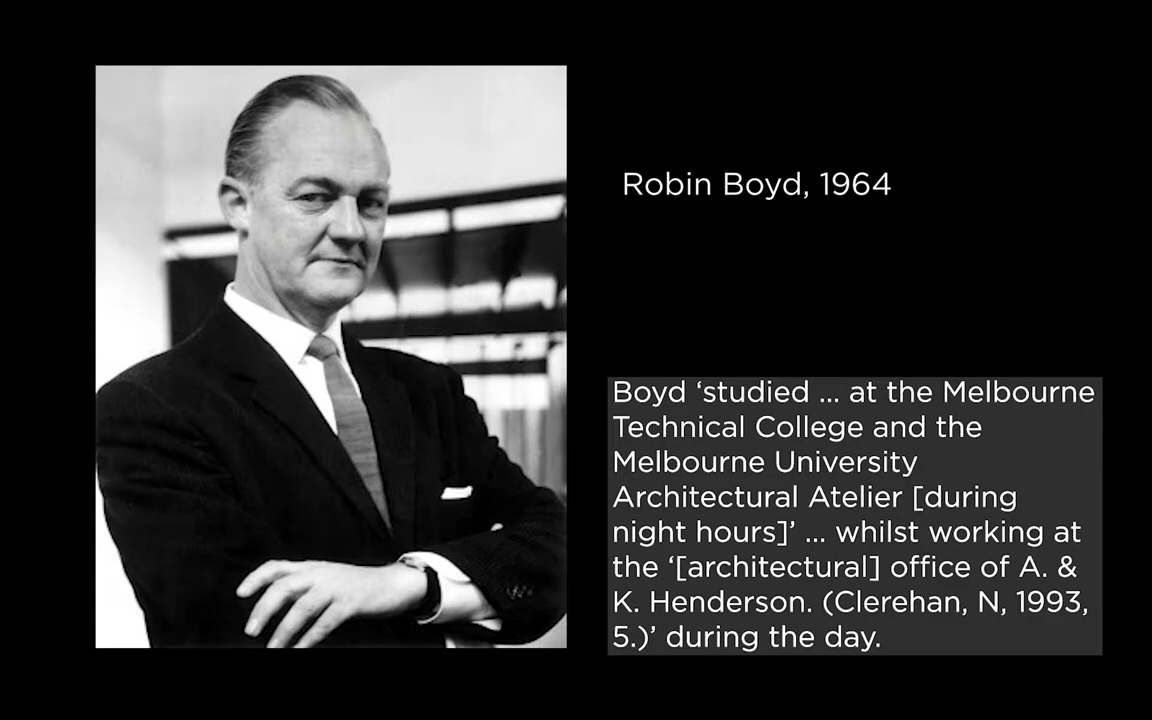 Robin Boyd, 1964
Boyd ‘studied ... at the Melbourne
Technical College and the
Melbourne University
Architectural Atelier [during
night hours]’ ... whilst working at
the ‘[architectural] office of A. &
K. Henderson. (Clerehan, N, 1993,
5.)’ during the day.